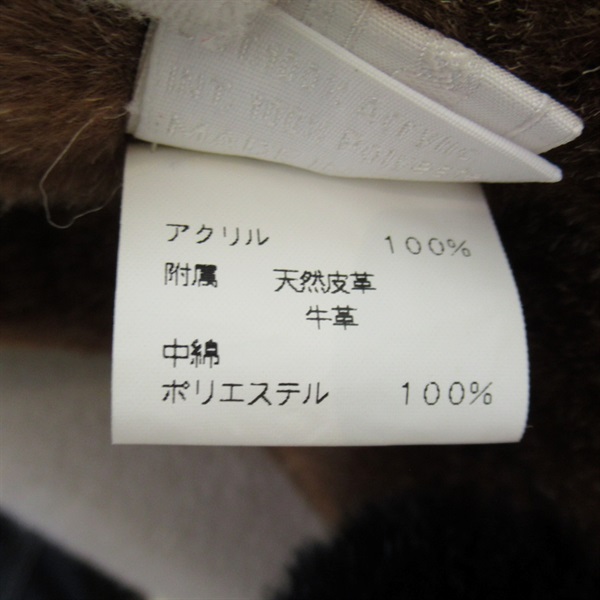 アクリル 100%
附属 天然皮革
牛革
中綿
ポリエステル 100%